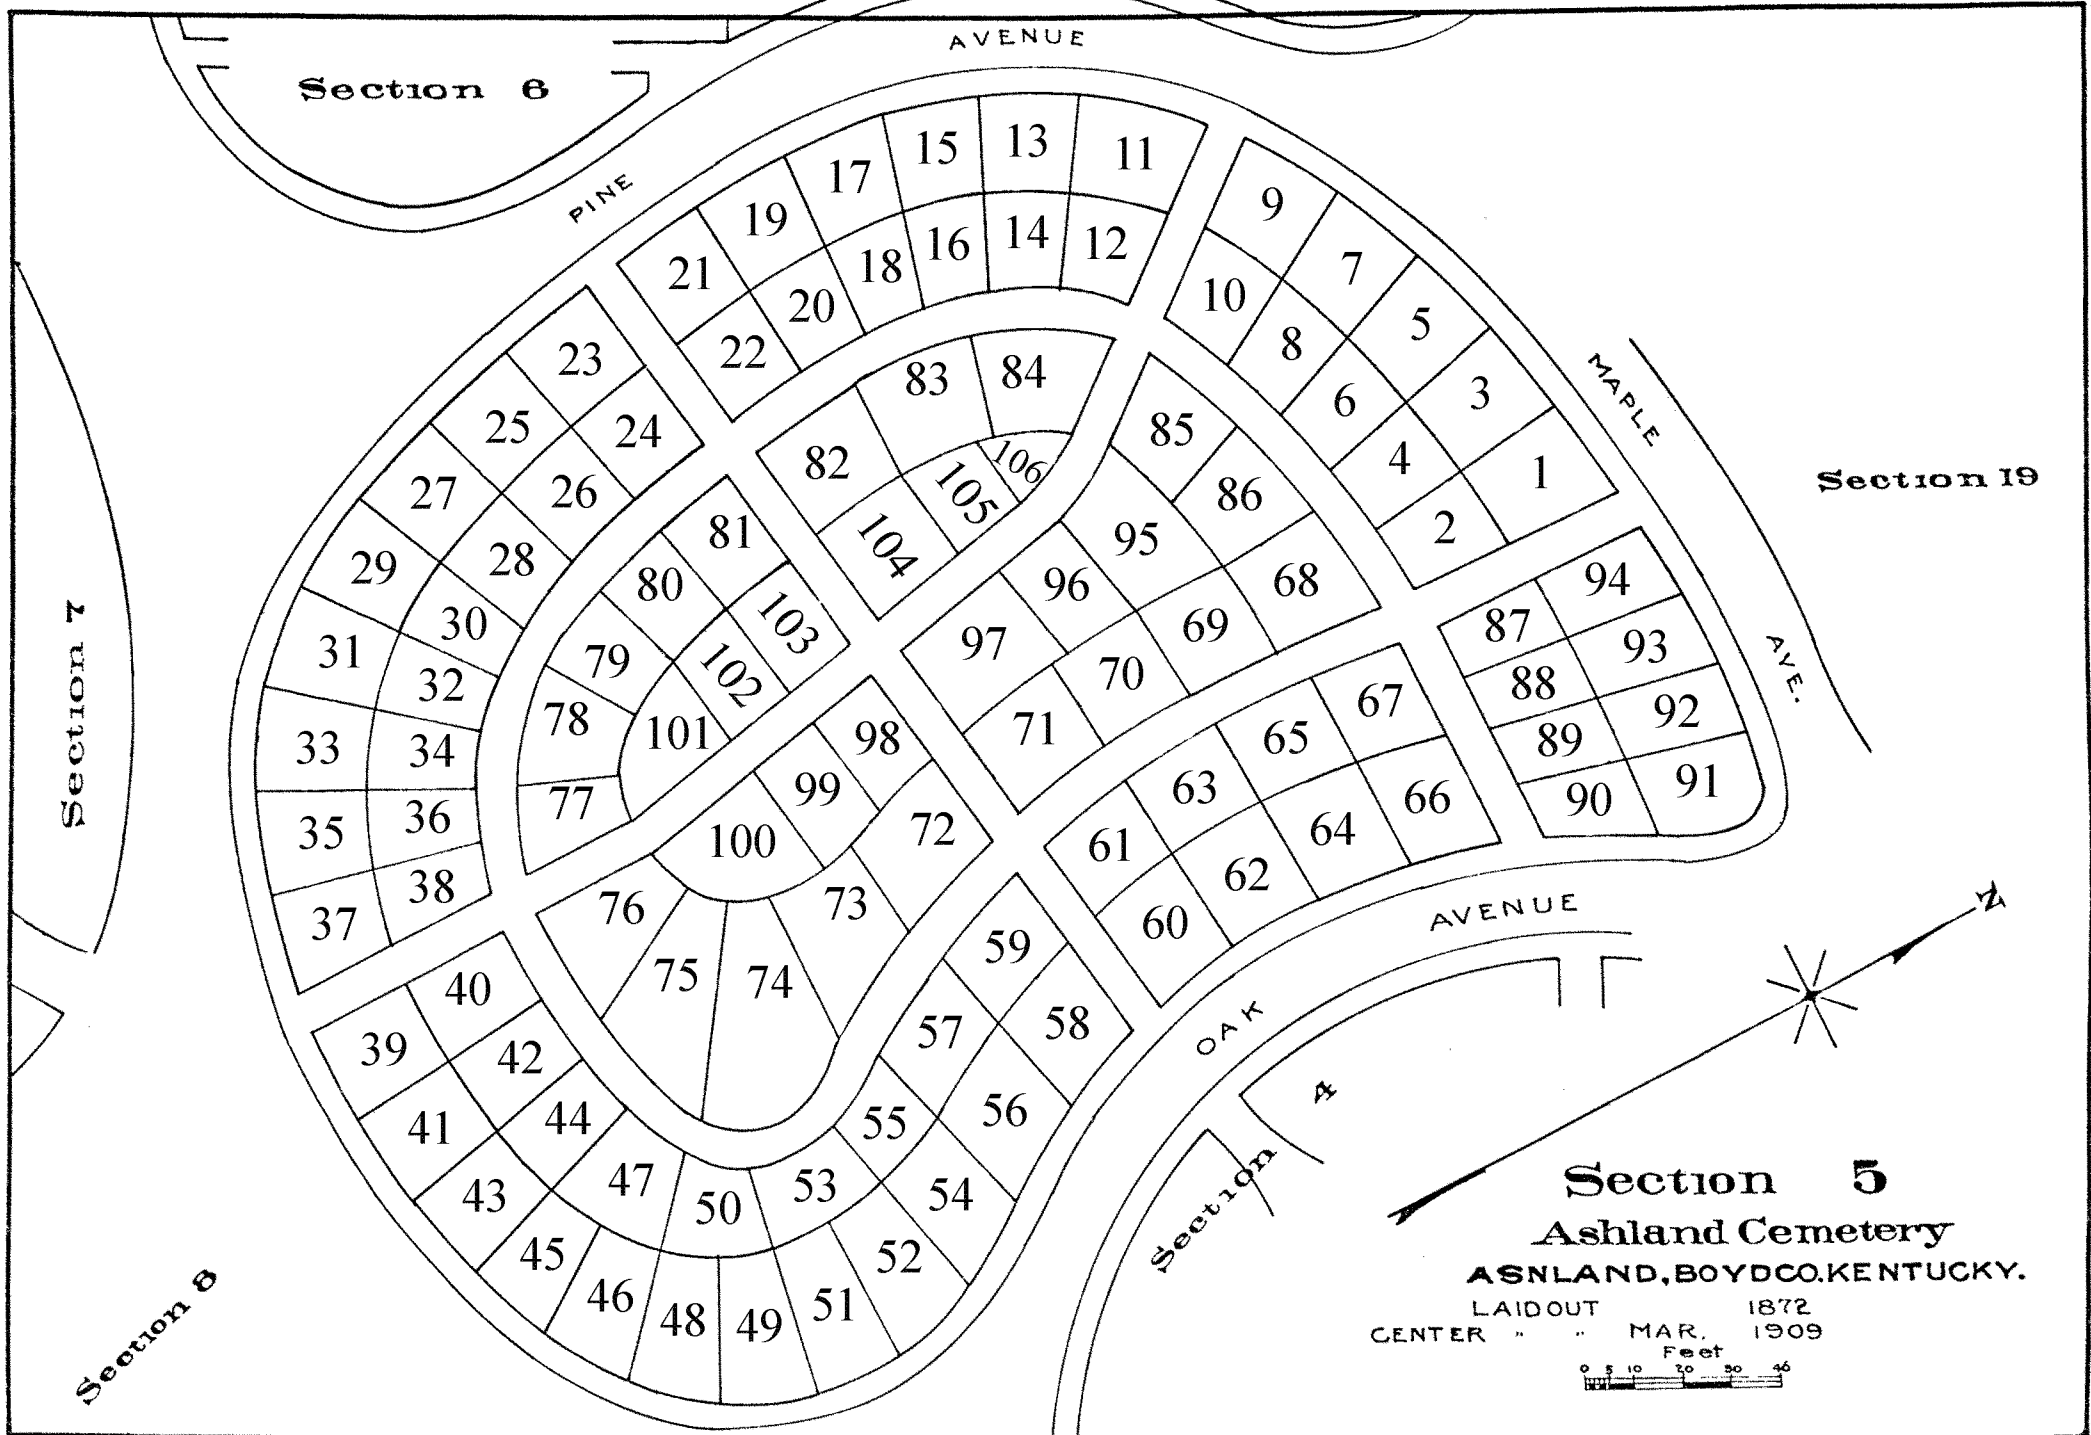 AVENUE
Section 6
PINE
15 13 11
17
19 9
21 18 16 14 12
20 10 7
22 8 5
23 83 84 MAPLE
25 24 82 85 6 3
27 26 106 4 1
105 86 2
Section 19
29 28 81 104 95
31 30 80 103 96 68 94
79 102 97 69 87 93
32 78 101 70 88
33 34 98 71 65 67 89 92
AVE.
Section 7
35 36 77 99 63 66 90 91
38 100 72 61 64
37 76 73 62
60
AVENUE
N
40 75 74 59
39 42 57 58
OAK
41 44 55 56
Section 4
43 47 50 53 54
45 46 48 49 51 52
Section 8
Section 5
Ashland Cemetery
ASNLAND, BOYDCO. KENTUCKY.
LAIDOUT 1872
CENTER " " MAR. 1909
Feet
0 5 10 20 30 40